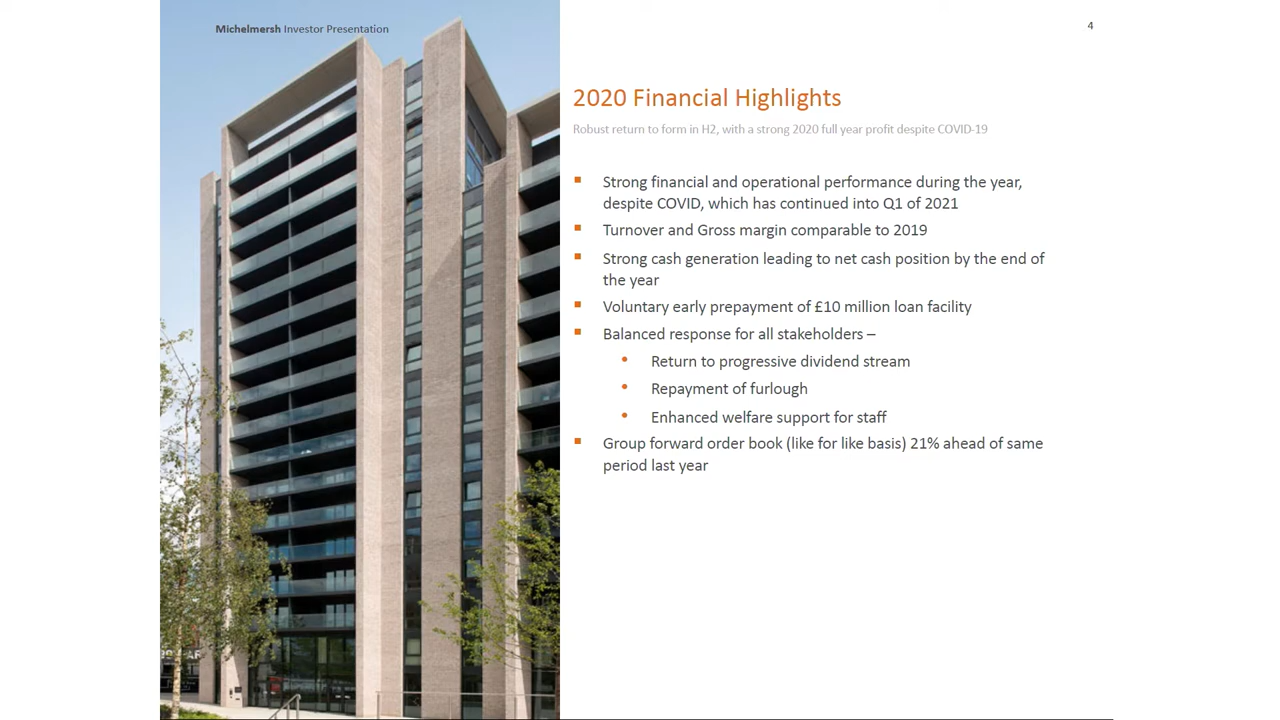 Michelmersh Investor Presentation
4
2020 Financial Highlights
Robust return to form in H2, with a strong 2020 full year profit despite COVID-19
▪ Strong financial and operational performance during the year,
despite COVID, which has continued into Q1 of 2021
▪ Turnover and Gross margin comparable to 2019
▪ Strong cash generation leading to net cash position by the end of
the year
▪ Voluntary early prepayment of £10 million loan facility
▪ Balanced response for all stakeholders –
• Return to progressive dividend stream
• Repayment of furlough
• Enhanced welfare support for staff
▪ Group forward order book (like for like basis) 21% ahead of same
period last year